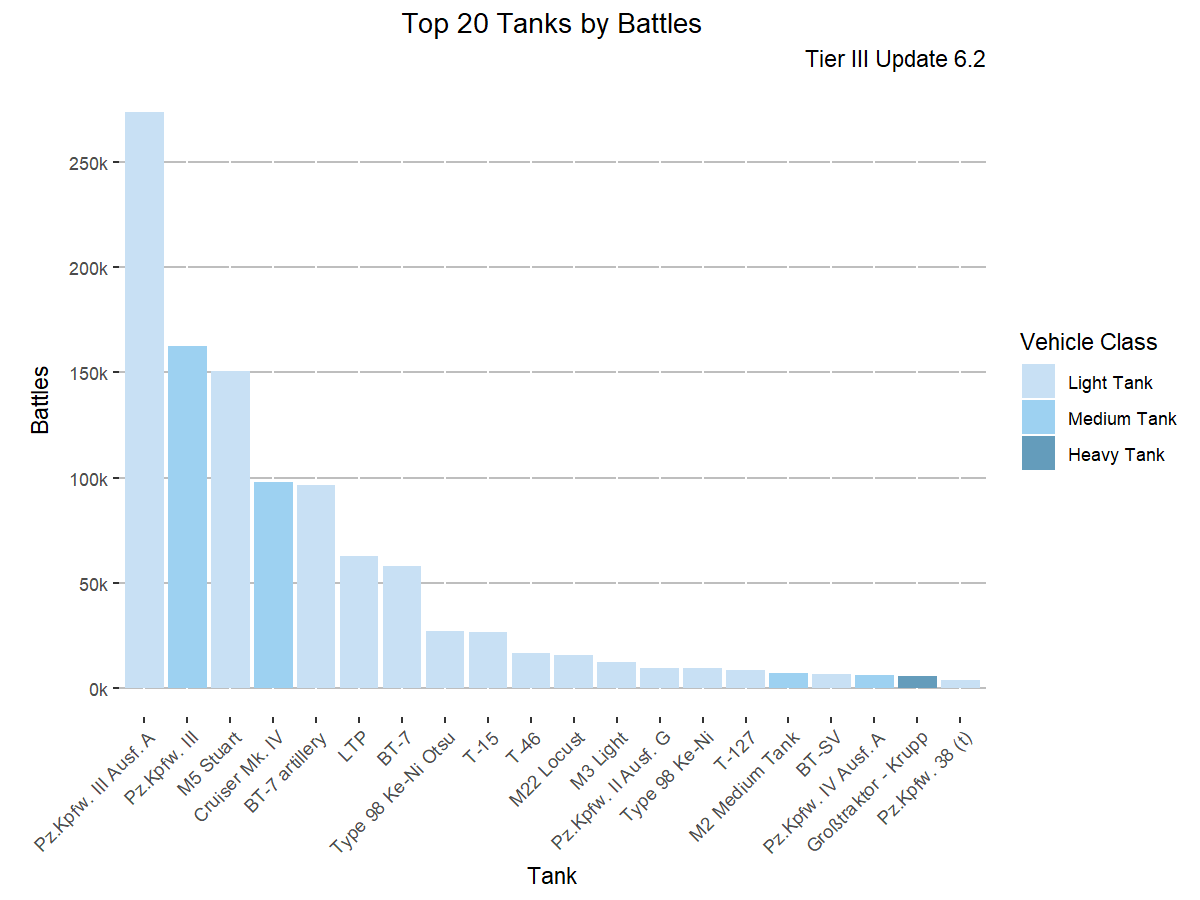 Top 20 Tanks by Battles
Tier III Update 6.2
250k
200k
150k
100k
50k
0k
Battles
Pz.Kpfw. III Ausf. A
Pz.Kpfw. III
M5 Stuart
Cruiser Mk. IV
BT-7 artillery
LTP
BT-7
Type 98 Ke-Ni Otsu
T-15
T-46
M22 Locust
M3 Light
Pz.Kpfw. II Ausf. G
Type 98 Ke-Ni
T-127
M2 Medium Tank
BT-SV
Pz.Kpfw. IV Ausf. A
Großtraktor - Krupp
Pz.Kpfw. 38 (t)
Tank
Vehicle Class
Light Tank
Medium Tank
Heavy Tank